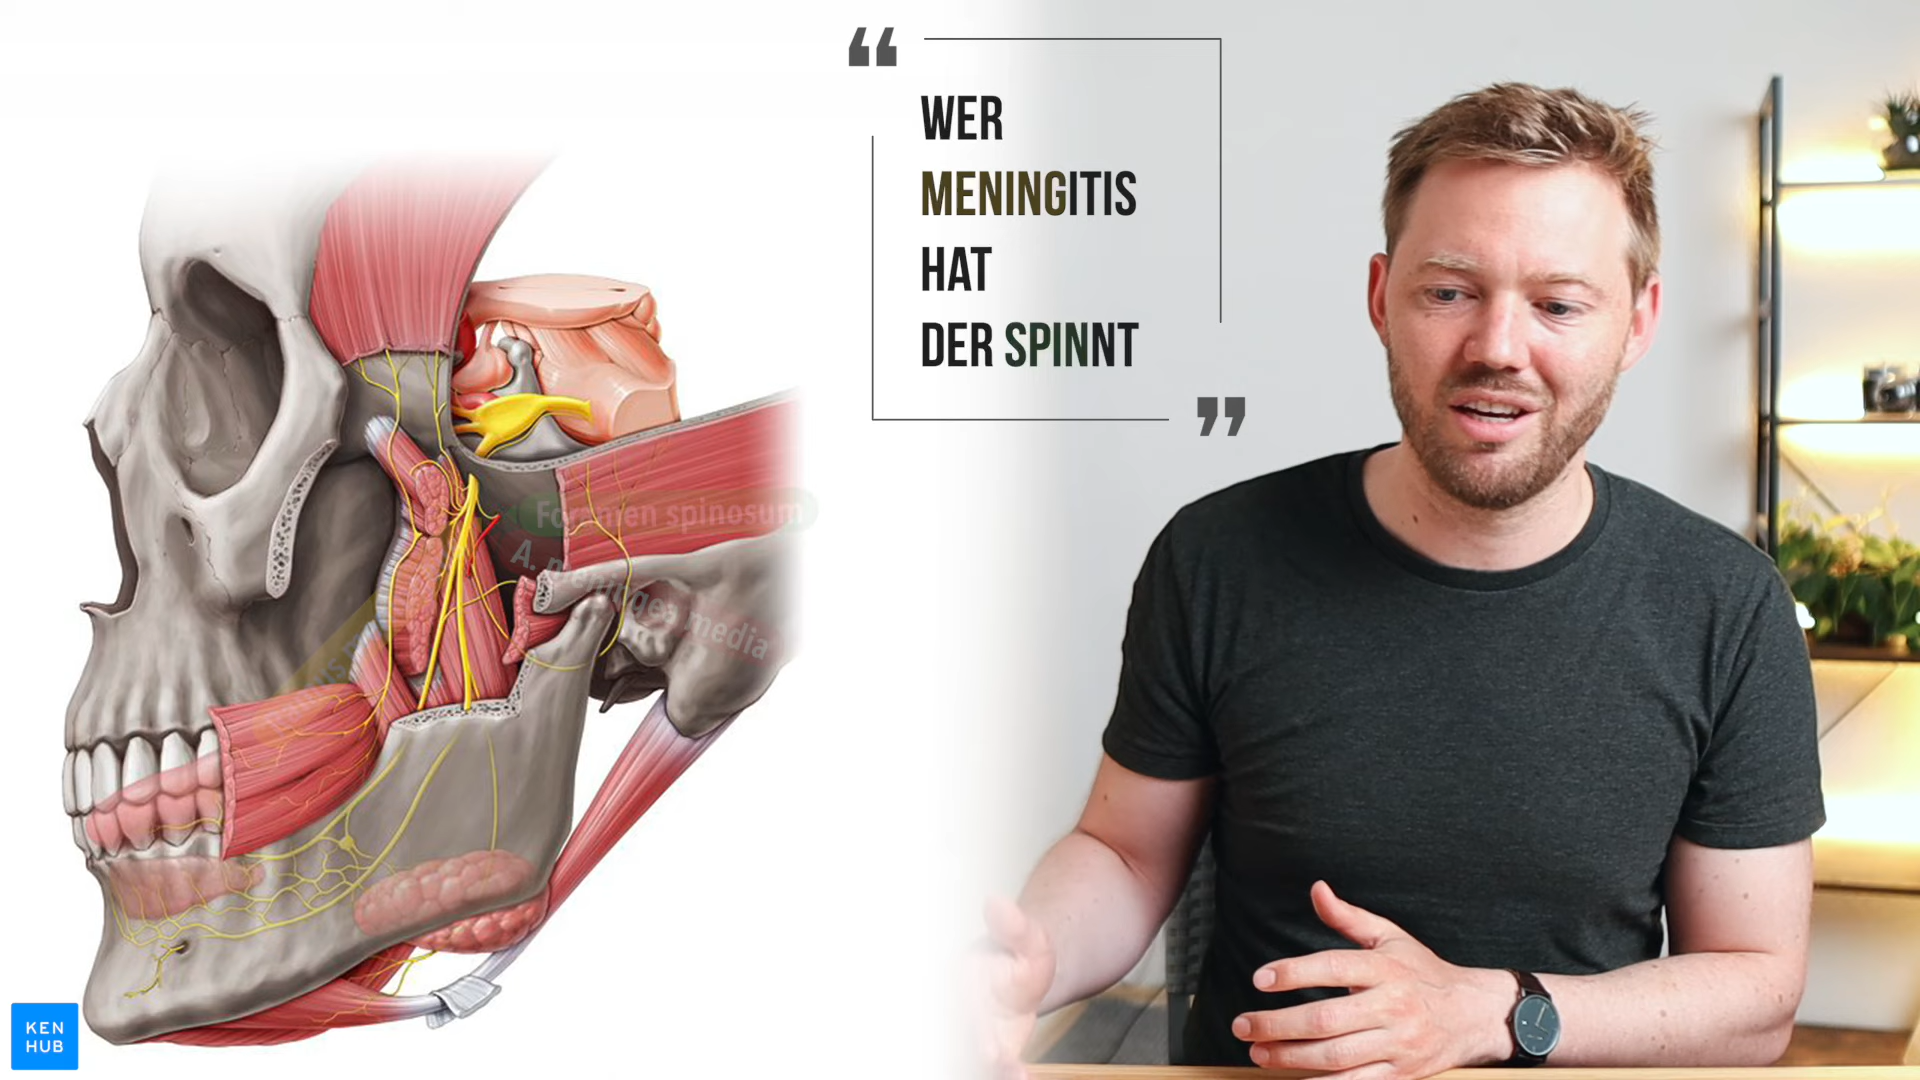 “
WER
MENINGITIS
HAT
DER SPINNT
”
Foramen spinosum
A. meningea media
KEN
HUB